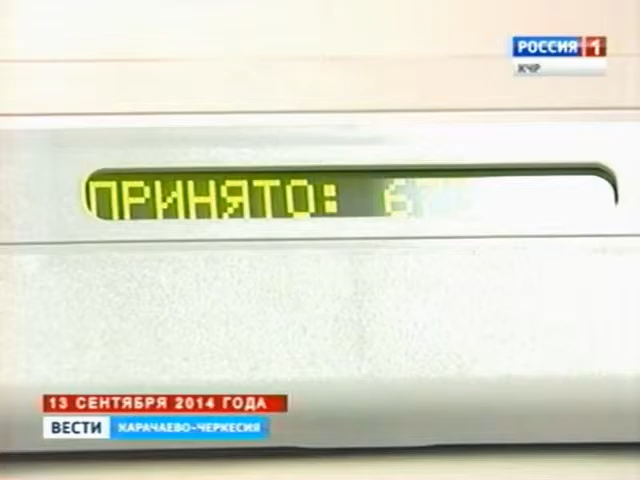 РОССИЯ 1
КЧР
ПРИНЯТО:
13 СЕНТЯБРЯ 2014 ГОДА
ВЕСТИ КАРАЧАЕВО-ЧЕРКЕСИЯ